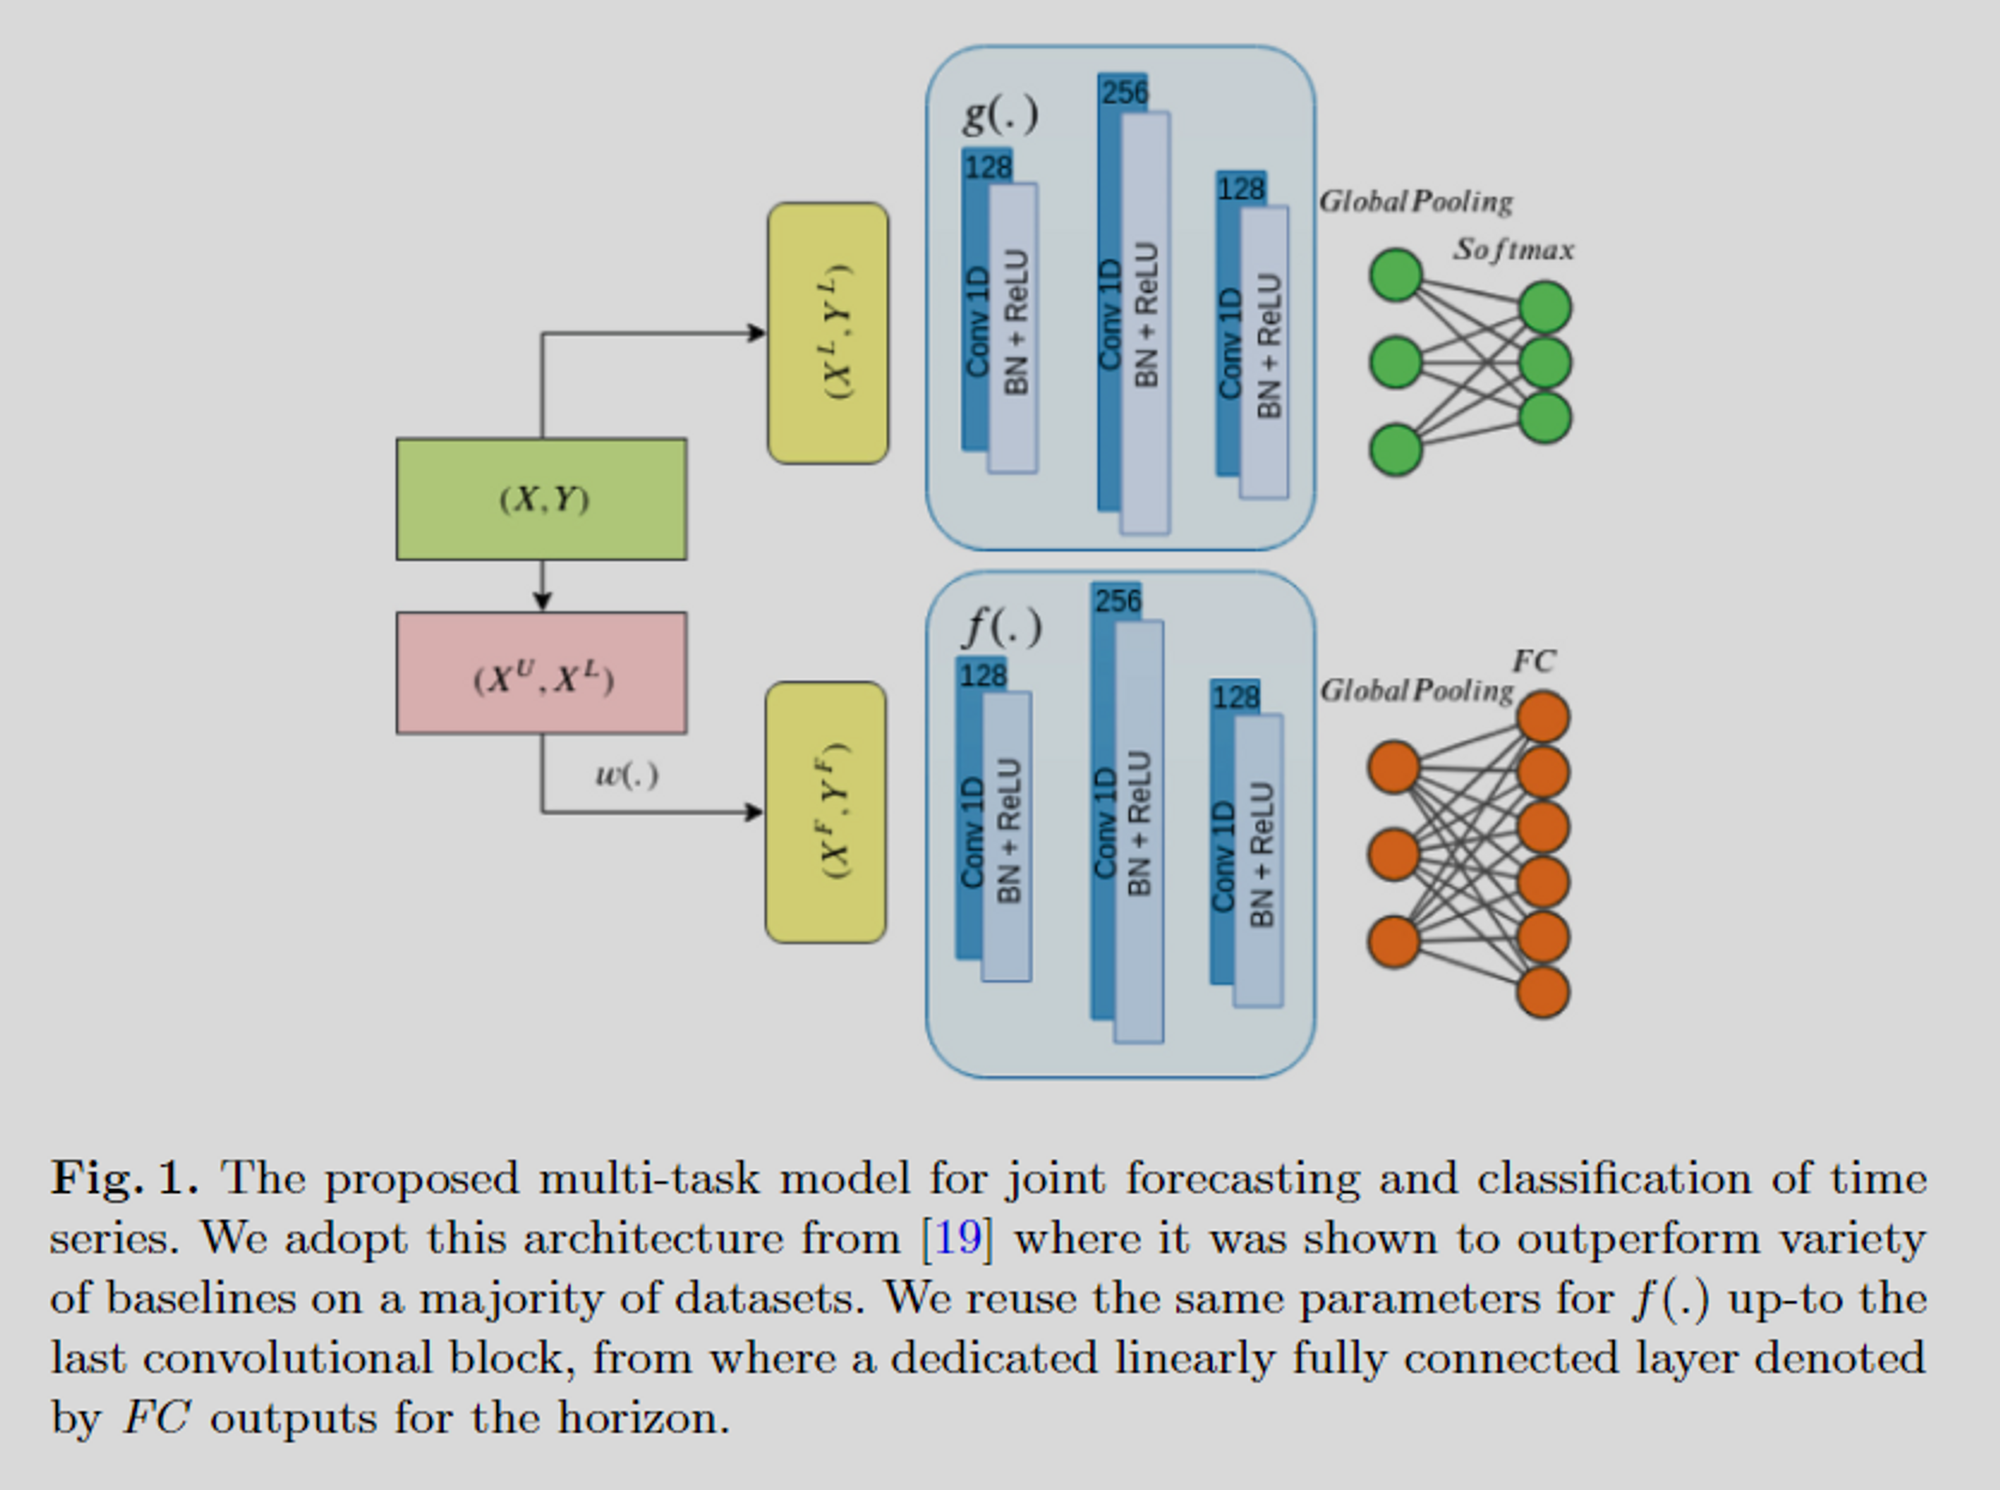 g(.)
128
Conv 1D
BN + ReLU
256
Conv 1D
BN + ReLU
128
Conv 1D
BN + ReLU
GlobalPooling
Softmax
(X^L, Y^L)
(X, Y)
(X^U, X^L)
w(.)
(X^F, Y^F)
f(.)
128
Conv 1D
BN + ReLU
256
Conv 1D
BN + ReLU
128
Conv 1D
BN + ReLU
GlobalPooling
FC
Fig. 1. The proposed multi-task model for joint forecasting and classification of time
series. We adopt this architecture from [19] where it was shown to outperform variety
of baselines on a majority of datasets. We reuse the same parameters for f(.) up-to the
last convolutional block, from where a dedicated linearly fully connected layer denoted
by FC outputs for the horizon.